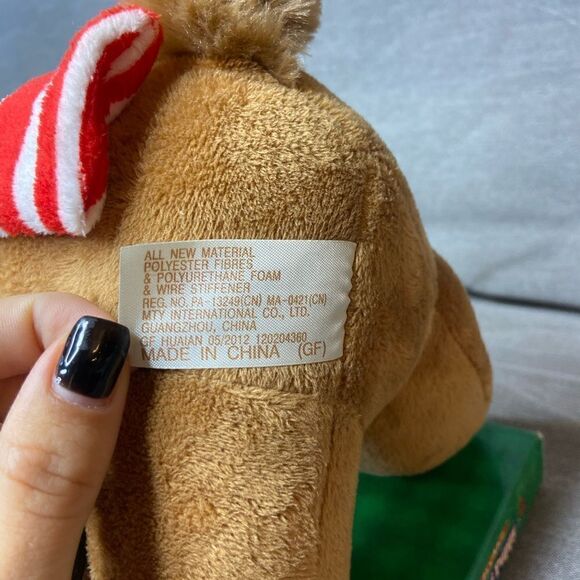 ALL NEW MATERIAL
POLYESTER FIBRES
& POLYURETHANE FOAM
& WIRE STIFFENER
REG. NO. PA-13249(CN) MA-0421(CN)
MTY INTERNATIONAL CO., LTD.
GUANGZHOU, CHINA
GF HUAIAN 05/2012 120204360
MADE IN CHINA (GF)